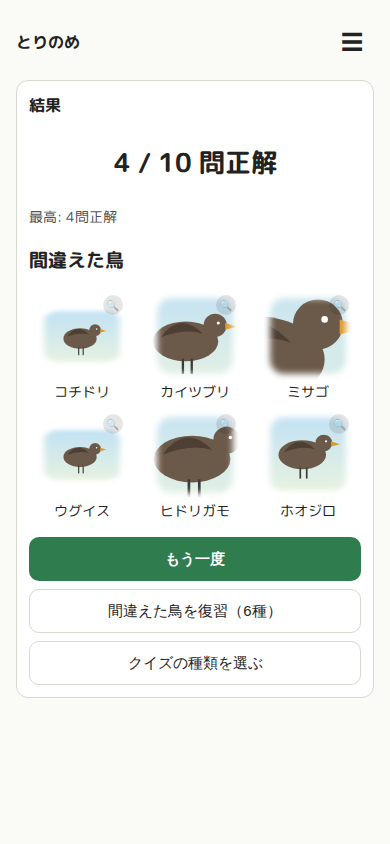 とりのめ
結果
4 / 10 問正解
最高: 4問正解
間違えた鳥
コチドリ
カイツブリ
ミサゴ
ウグイス
ヒドリガモ
ホオジロ
もう一度
間違えた鳥を復習（6種）
クイズの種類を選ぶ